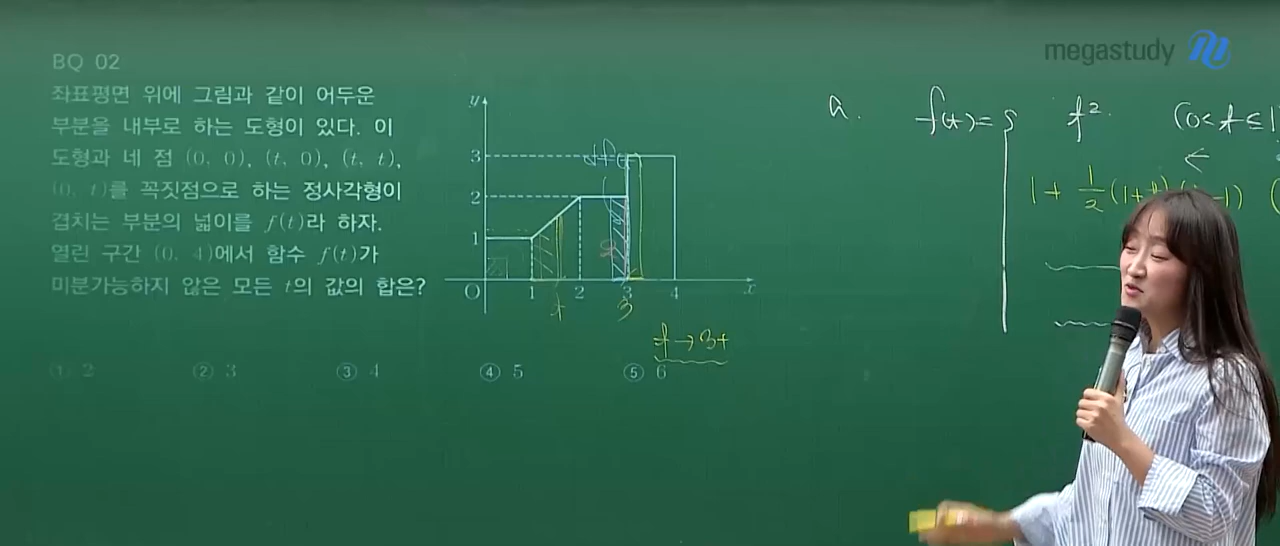 megastudy
BQ 02
좌표평면 위에 그림과 같이 어두운
부분을 내부로 하는 도형이 있다. 이
도형과 네 점 (0, 0), (t, 0), (t, t),
(0, t)를 꼭짓점으로 하는 정사각형이
겹치는 부분의 넓이를 f(t)라 하자.
열린 구간 (0, 4)에서 함수 f(t)가
미분가능하지 않은 모든 t의 값의 합은?
① 2 ② 3 ③ 4 ④ 5 ⑤ 6
y
3
2
1
O 1 2 3 4 x
t 3
2
t → 3+
a. f(t) = t² (0 < t ≤ 1
1 + 1/2 (1+t)